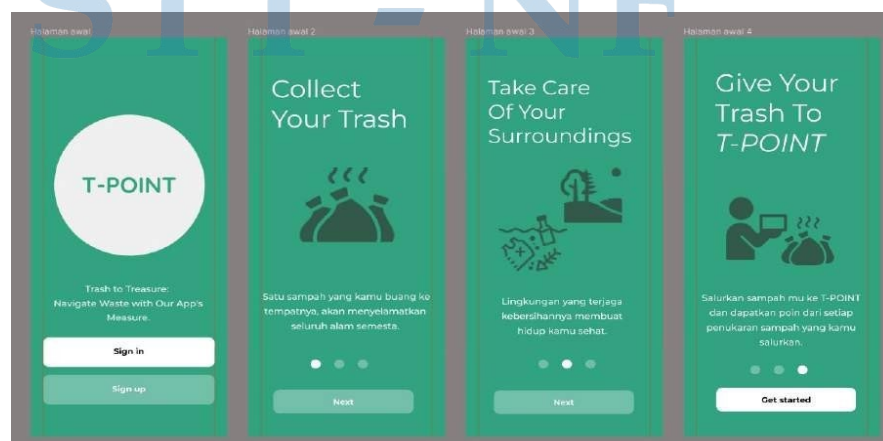 STT - NF
Halaman awal
T-POINT
Trash to Treasure:
Navigate Waste with Our App's
Measure.
Sign in
Sign up
Halaman awal 2
Collect
Your Trash
Satu sampah yang kamu buang ke
tempatnya, akan menyelamatkan
seluruh alam semesta.
Next
Halaman awal 3
Take Care
Of Your
Surroundings
Lingkungan yang terjaga
kebersihannya membuat
hidup kamu sehat.
Next
Halaman awal 4
Give Your
Trash To
T-POINT
Salurkan sampah mu ke T-POINT
dan dapatkan poin dari setiap
penukaran sampah yang kamu
salurkan.
Get started